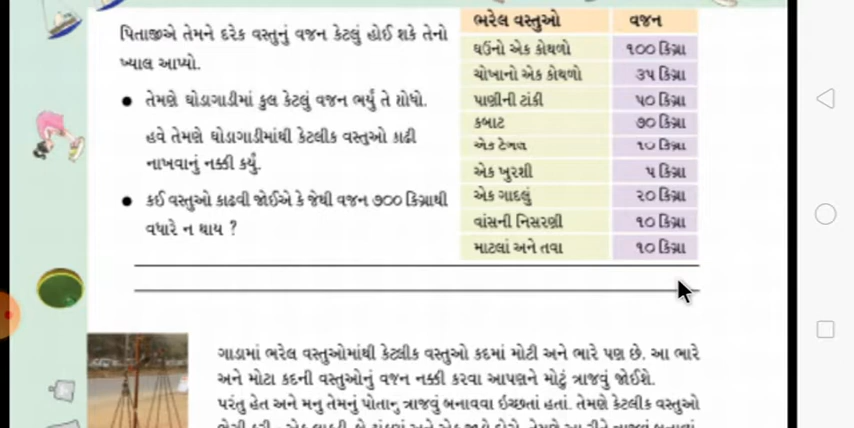 પિતાજીએ તેમને દરેક વસ્તુનું વજન કેટલું હોઈ શકે તેનો
ખ્યાલ આપ્યો.
● તેમણે ઘોડાગાડીમાં કુલ કેટલું વજન ભર્યું તે શોધો.
હવે તેમણે ઘોડાગાડીમાંથી કેટલીક વસ્તુઓ કાઢી
નાખવાનું નક્કી કર્યું.
● કઈ વસ્તુઓ કાઢવી જોઈએ કે જેથી વજન ૭૦૦ કિગ્રાથી
વધારે ન થાય ?
ભરેલ વસ્તુઓ વજન
ઘઉંનો એક કોથળો ૧૦૦ કિગ્રા
ચોખાનો એક કોથળો ૩૫ કિગ્રા
પાણીની ટાંકી ૫૦ કિગ્રા
કબાટ ૭૦ કિગ્રા
એક ટેબલ ૧૦ કિગ્રા
એક ખુરશી ૫ કિગ્રા
એક ગાદલું ૨૦ કિગ્રા
વાંસની નિસરણી ૧૦ કિગ્રા
માટલાં અને તવા ૧૦ કિગ્રા
ગાડામાં ભરેલ વસ્તુઓમાંથી કેટલીક વસ્તુઓ કદમાં મોટી અને ભારે પણ છે. આ ભારે
અને મોટા કદની વસ્તુઓનું વજન નક્કી કરવા આપણને મોટું ત્રાજવું જોઈશે.
પરંતુ હેત અને મનુ તેમનું પોતાનુ ત્રાજવું બનાવવા ઇચ્છતાં હતાં. તેમણે કેટલીક વસ્તુઓ